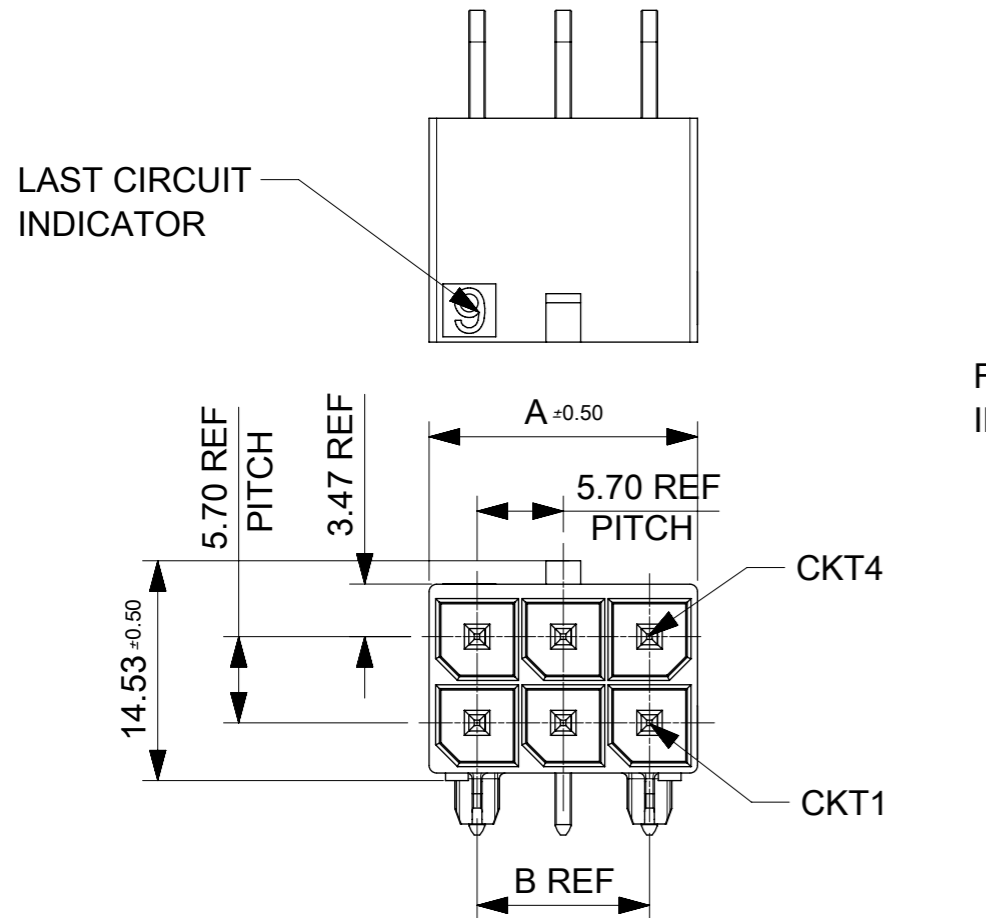 LAST CIRCUIT
INDICATOR
9
A ±0.50
5.70 REF
PITCH
3.47 REF
5.70 REF
PITCH
14.53 ±0.50
CKT4
CKT1
B REF